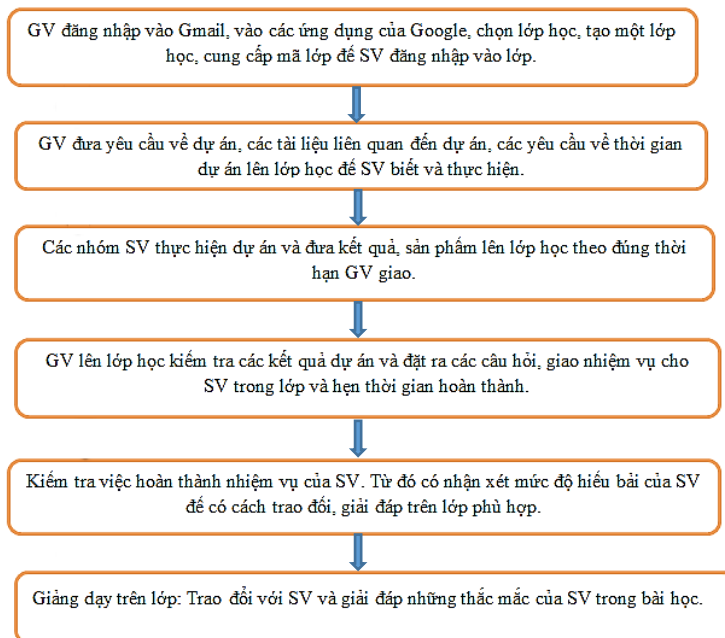 GV đăng nhập vào Gmail, vào các ứng dụng của Google, chọn lớp học, tạo một lớp
học, cung cấp mã lớp để SV đăng nhập vào lớp.
GV đưa yêu cầu về dự án, các tài liệu liên quan đến dự án, các yêu cầu về thời gian
dự án lên lớp học để SV biết và thực hiện.
Các nhóm SV thực hiện dự án và đưa kết quả, sản phẩm lên lớp học theo đúng thời
hạn GV giao.
GV lên lớp học kiểm tra các kết quả dự án và đặt ra các câu hỏi, giao nhiệm vụ cho
SV trong lớp và hẹn thời gian hoàn thành.
Kiểm tra việc hoàn thành nhiệm vụ của SV. Từ đó có nhận xét mức độ hiểu bài của SV
để có cách trao đổi, giải đáp trên lớp phù hợp.
Giảng dạy trên lớp: Trao đổi với SV và giải đáp những thắc mắc của SV trong bài học.